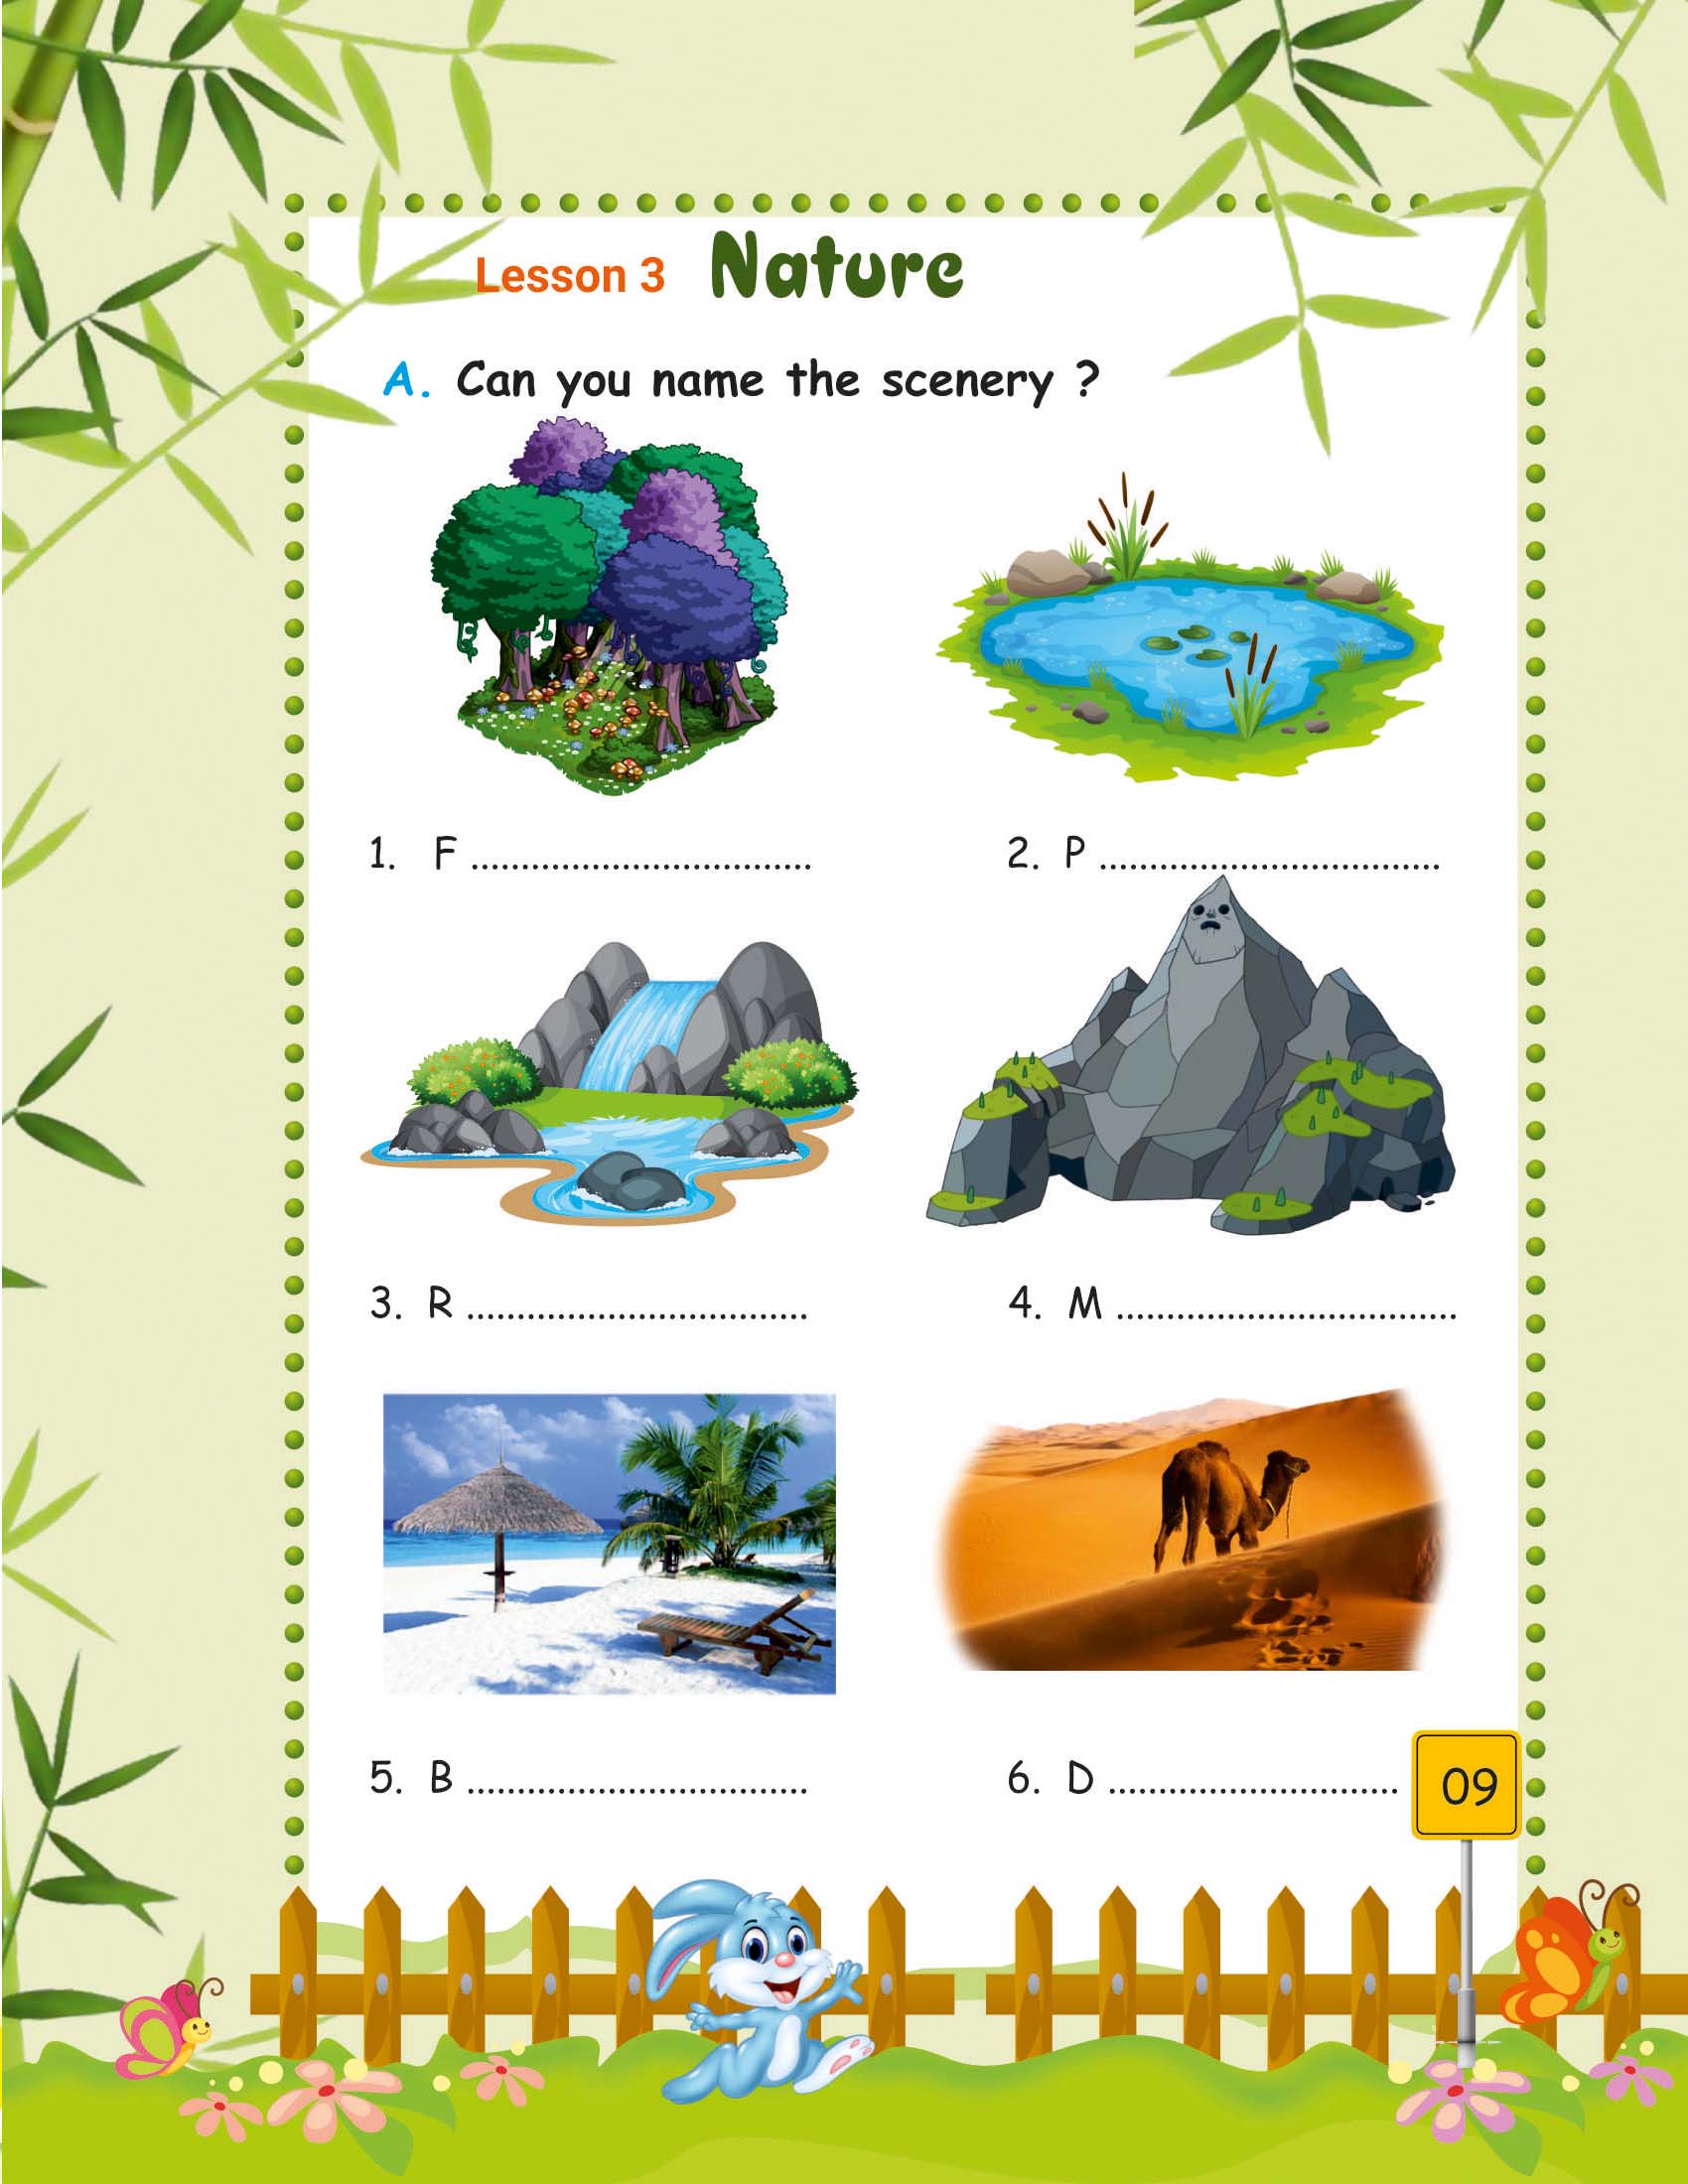 Lesson 3 Nature
A. Can you name the scenery ?
1. F ..................................
2. P ..................................
3. R ..................................
4. M ..................................
5. B ..................................
6. D .............................
09